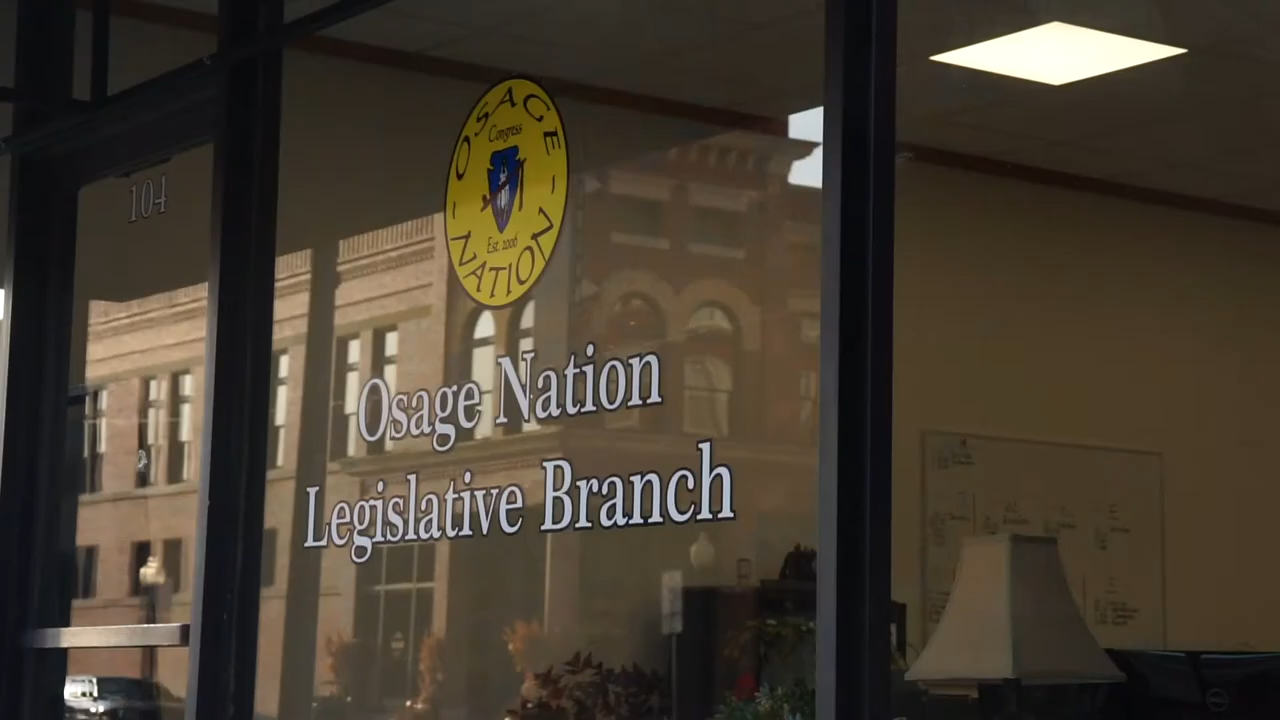 104
OSAGE
Congress
Est. 2006
NATION
Osage Nation
Legislative Branch